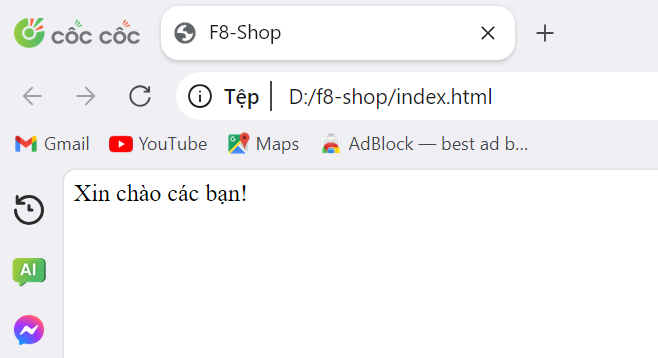 cốc cốc F8-Shop
Tệp D:/f8-shop/index.html
Gmail YouTube Maps AdBlock — best ad b...
Xin chào các bạn!
AI